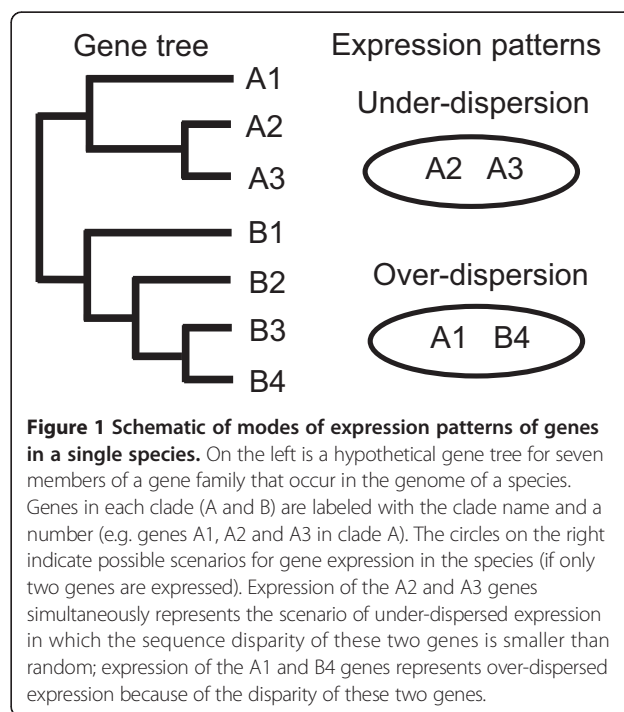 Gene tree
A1
A2
A3
B1
B2
B3
B4
Expression patterns
Under-dispersion
A2 A3
Over-dispersion
A1 B4
Figure 1 Schematic of modes of expression patterns of genes
in a single species. On the left is a hypothetical gene tree for seven
members of a gene family that occur in the genome of a species.
Genes in each clade (A and B) are labeled with the clade name and a
number (e.g. genes A1, A2 and A3 in clade A). The circles on the right
indicate possible scenarios for gene expression in the species (if only
two genes are expressed). Expression of the A2 and A3 genes
simultaneously represents the scenario of under-dispersed expression
in which the sequence disparity of these two genes is smaller than
random; expression of the A1 and B4 genes represents over-dispersed
expression because of the disparity of these two genes.